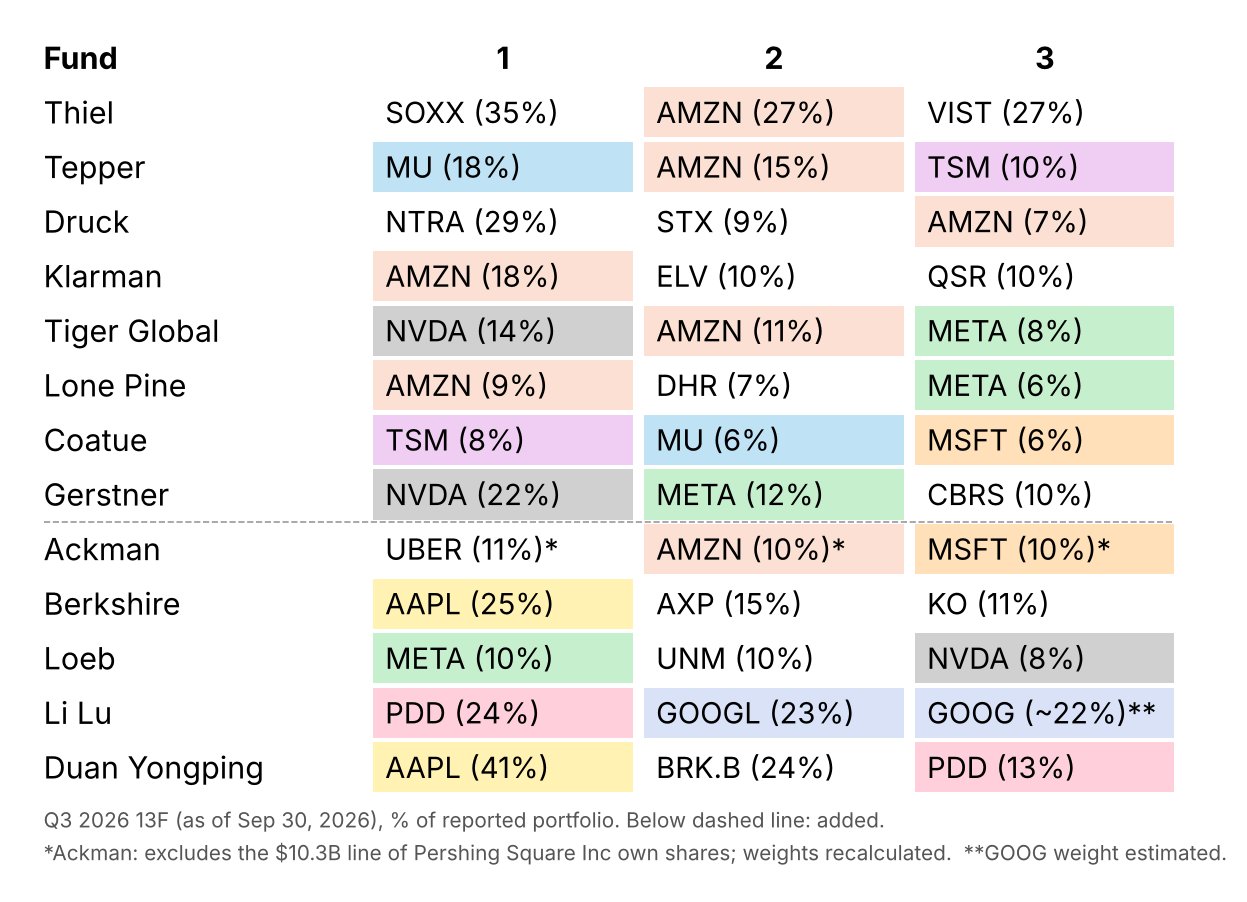 Fund 1 2 3
Thiel SOXX (35%) AMZN (27%) VIST (27%)
Tepper MU (18%) AMZN (15%) TSM (10%)
Druck NTRA (29%) STX (9%) AMZN (7%)
Klarman AMZN (18%) ELV (10%) QSR (10%)
Tiger Global NVDA (14%) AMZN (11%) META (8%)
Lone Pine AMZN (9%) DHR (7%) META (6%)
Coatue TSM (8%) MU (6%) MSFT (6%)
Gerstner NVDA (22%) META (12%) CBRS (10%)
Ackman UBER (11%)* AMZN (10%)* MSFT (10%)*
Berkshire AAPL (25%) AXP (15%) KO (11%)
Loeb META (10%) UNM (10%) NVDA (8%)
Li Lu PDD (24%) GOOGL (23%) GOOG (~22%)**
Duan Yongping AAPL (41%) BRK.B (24%) PDD (13%)
Q3 2026 13F (as of Sep 30, 2026), % of reported portfolio. Below dashed line: added.
*Ackman: excludes the $10.3B line of Pershing Square Inc own shares; weights recalculated. **GOOG weight estimated.